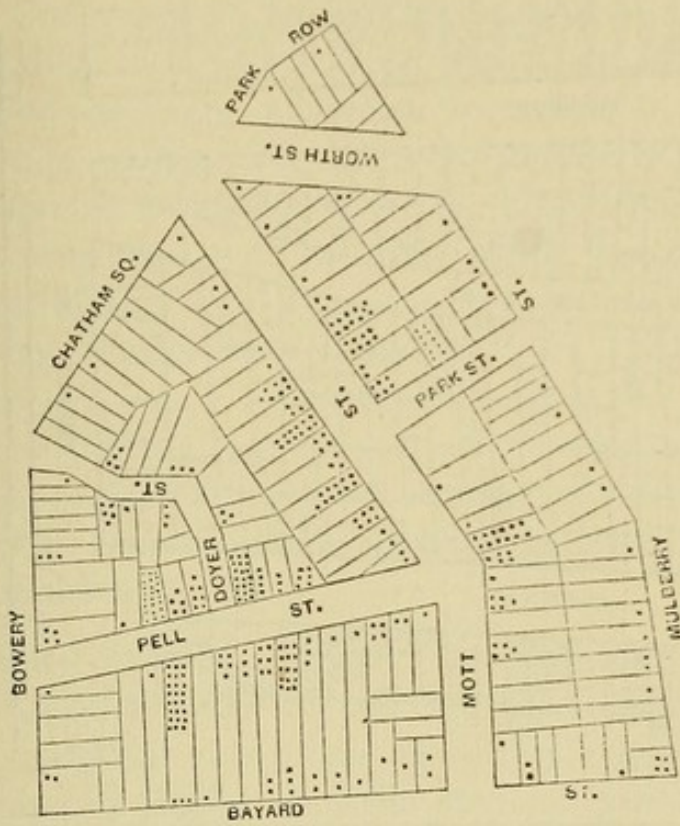 PARK ROW
WORTH ST.
CHATHAM SQ.
ST.
ST.
PARK ST.
ST.
DOYER
ST.
PELL
BOWERY
MOTT
MULBERRY
BAYARD
ST.